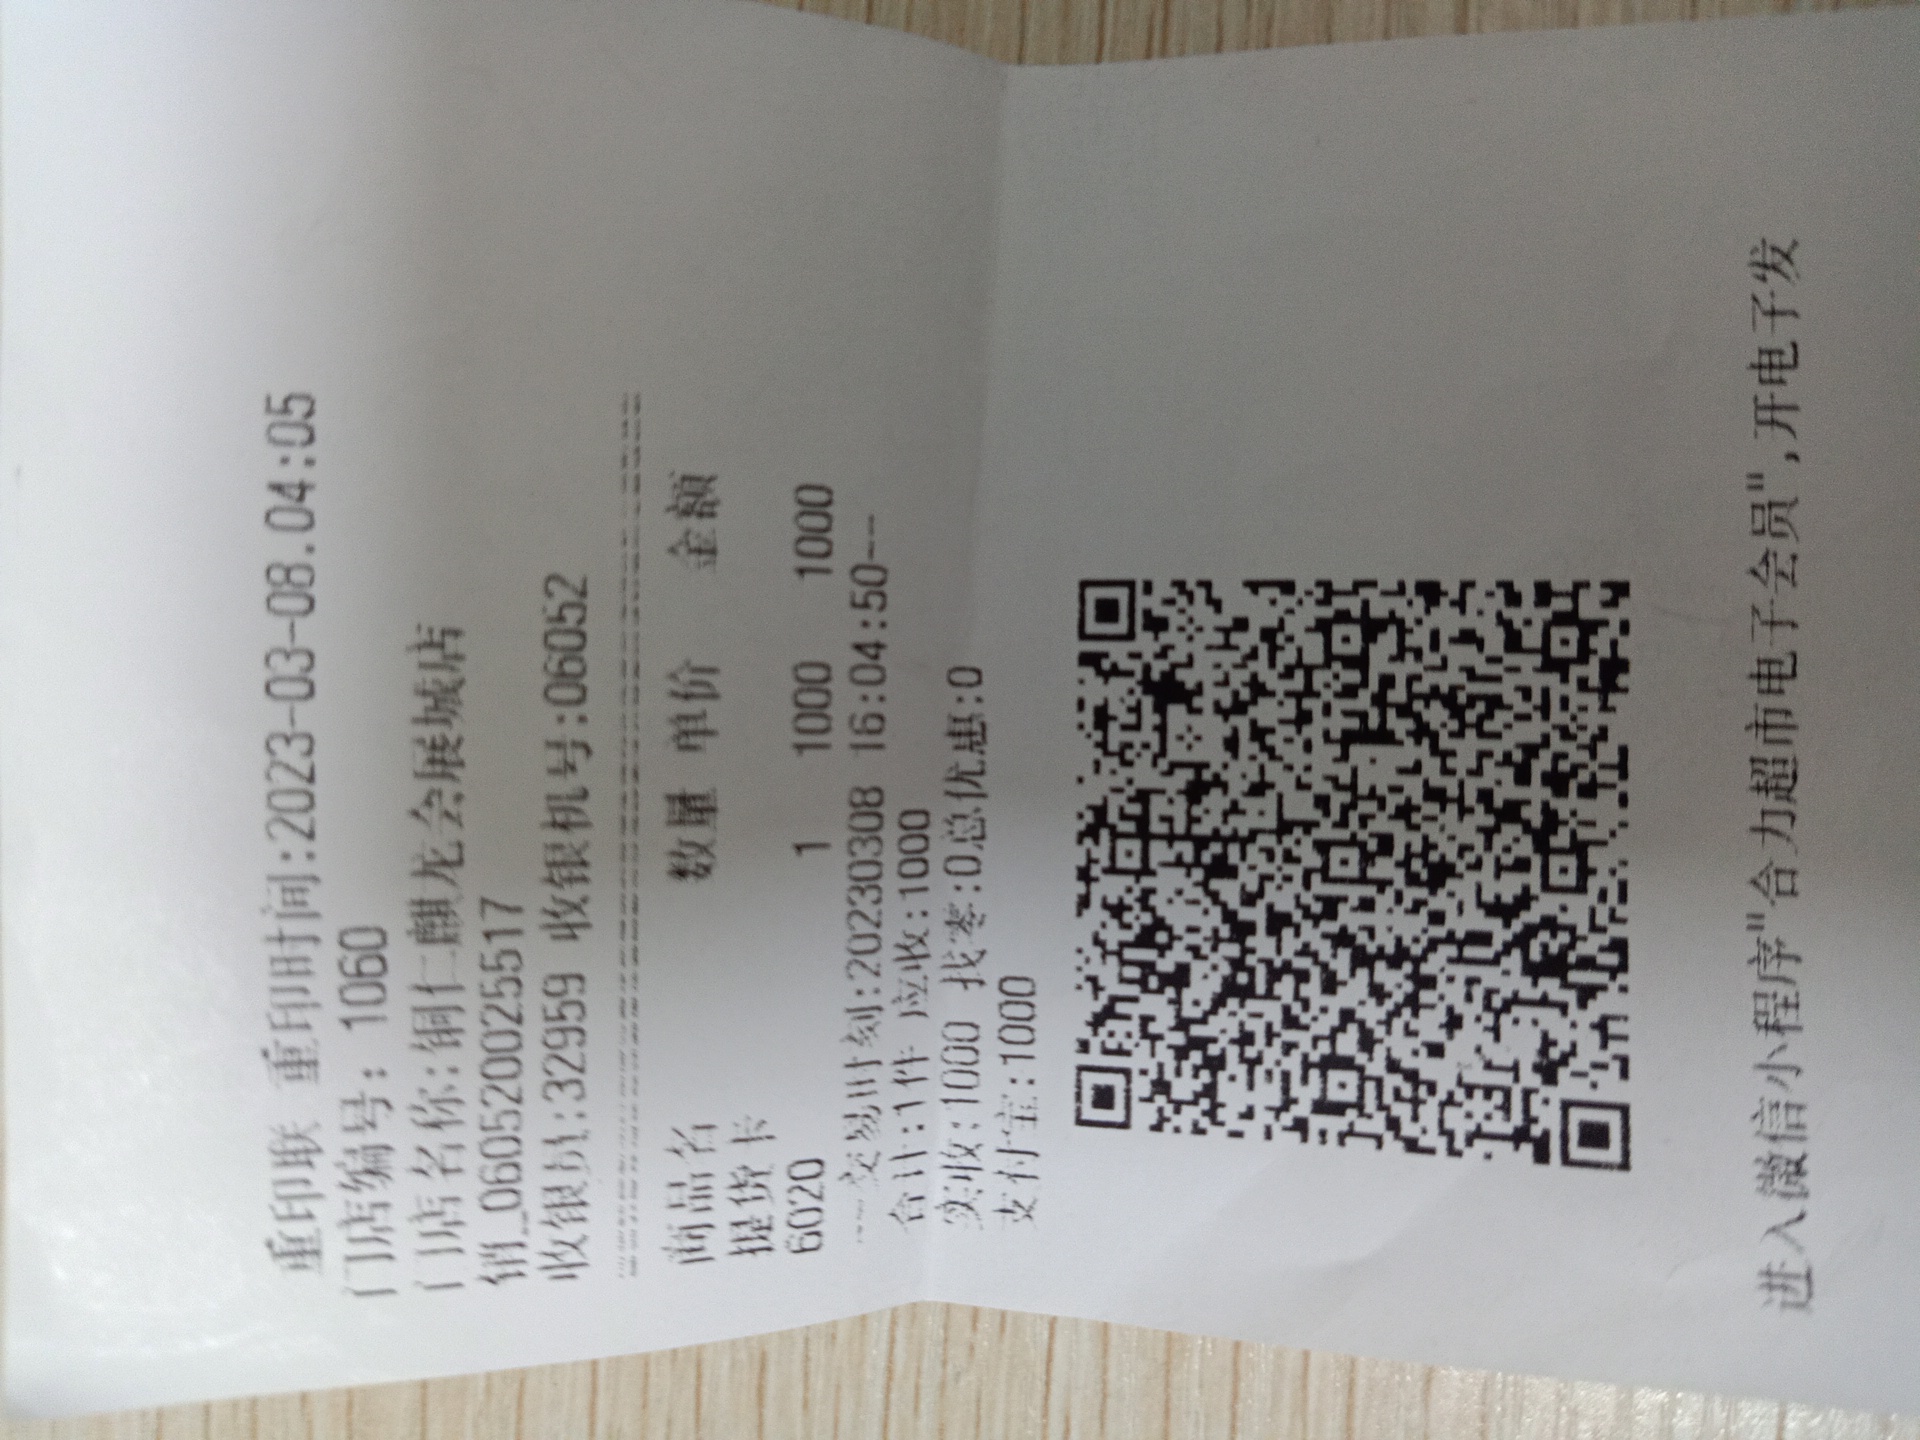 重印联 重印时间:2023-03-08.04:05
门店编号: 1060
门店名称:铜仁麒龙会展城店
销_060520025517
收银员:32959 收银机号:06052
商品名 数量 单价 金额
提货卡
6020 1 1000 1000
---交易时刻:20230308 16:04:50---
合计:1件 应收:1000
实收:1000 找零:0总优惠:0
支付宝:1000
进入微信小程序"合力超市电子会员",开电子发